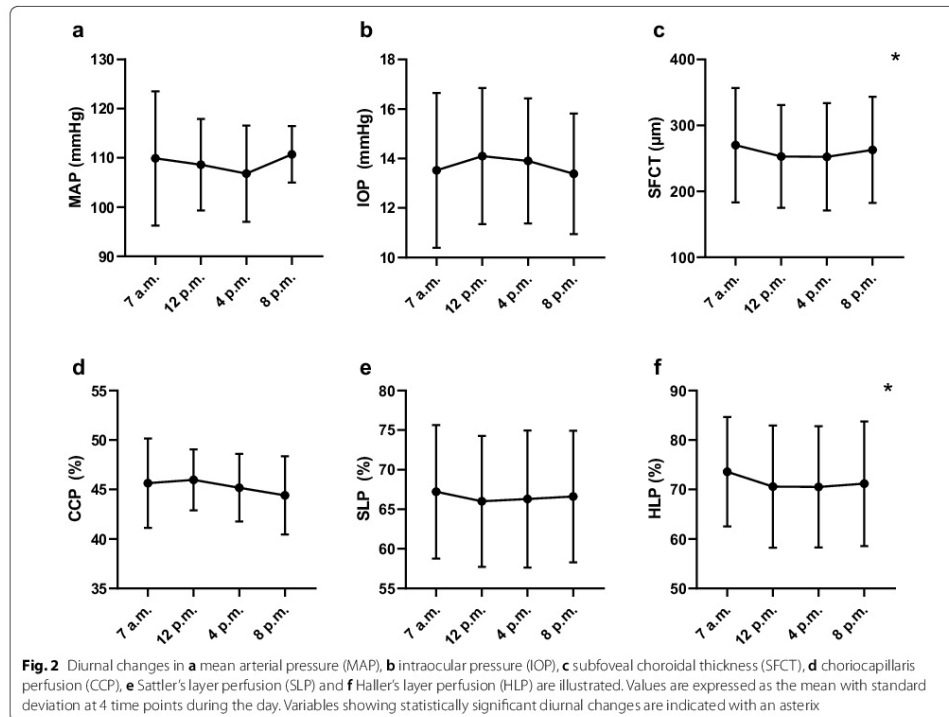 a
b
c
130
120
110
100
90
MAP (mmHg)
7 a.m.
12 p.m.
4 p.m.
8 p.m.
18
16
14
12
10
IOP (mmHg)
7 a.m.
12 p.m.
4 p.m.
8 p.m.
400
300
200
100
SFCT (μm)
*
7 a.m.
12 p.m.
4 p.m.
8 p.m.
d
e
f
55
50
45
40
35
CCP (%)
7 a.m.
12 p.m.
4 p.m.
8 p.m.
80
75
70
65
60
55
SLP (%)
7 a.m.
12 p.m.
4 p.m.
8 p.m.
90
80
70
60
50
HLP (%)
*
7 a.m.
12 p.m.
4 p.m.
8 p.m.
Fig. 2 Diurnal changes in a mean arterial pressure (MAP), b intraocular pressure (IOP), c subfoveal choroidal thickness (SFCT), d choriocapillaris
perfusion (CCP), e Sattler's layer perfusion (SLP) and f Haller's layer perfusion (HLP) are illustrated. Values are expressed as the mean with standard
deviation at 4 time points during the day. Variables showing statistically significant diurnal changes are indicated with an asterix